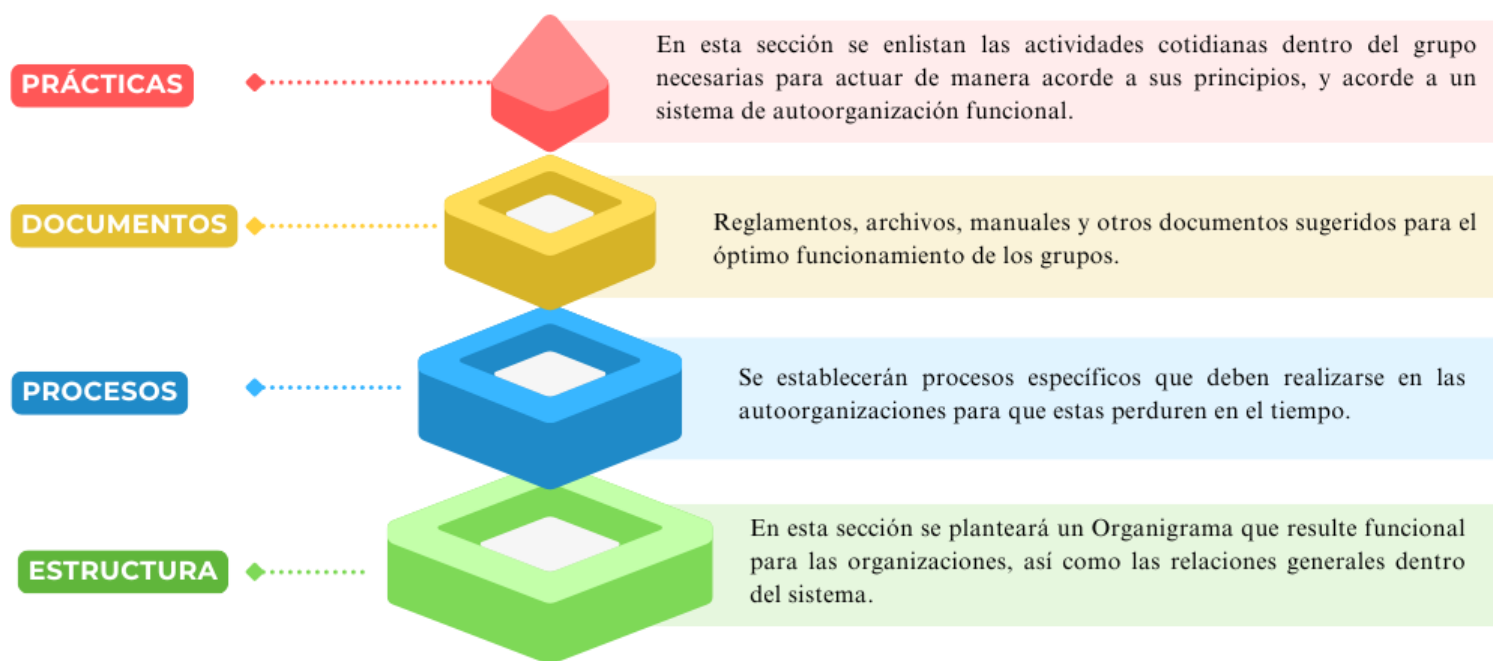 PRÁCTICAS
En esta sección se enlistan las actividades cotidianas dentro del grupo
necesarias para actuar de manera acorde a sus principios, y acorde a un
sistema de autoorganización funcional.
DOCUMENTOS
Reglamentos, archivos, manuales y otros documentos sugeridos para el
óptimo funcionamiento de los grupos.
PROCESOS
Se establecerán procesos específicos que deben realizarse en las
autoorganizaciones para que estas perduren en el tiempo.
ESTRUCTURA
En esta sección se planteará un Organigrama que resulte funcional
para las organizaciones, así como las relaciones generales dentro
del sistema.